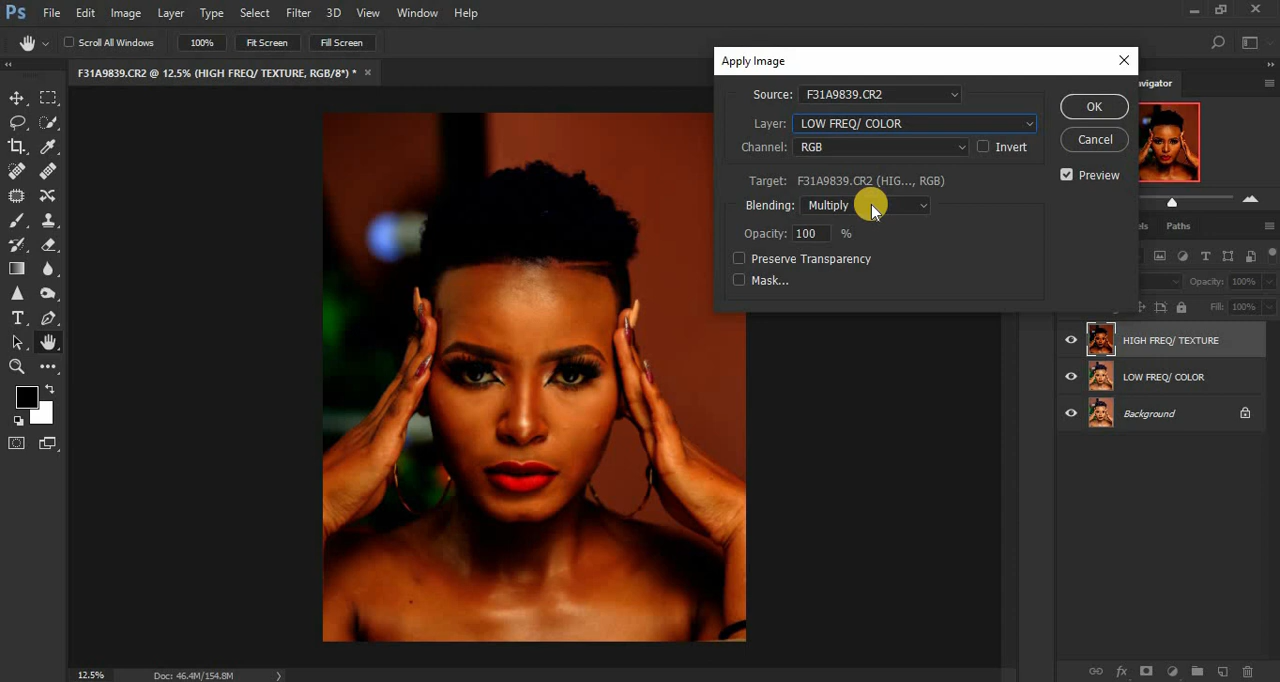 Ps File Edit Image Layer Type Select Filter 3D View Window Help
Scroll All Windows 100% Fit Screen Fill Screen
F31A9839.CR2 @ 12.5% (HIGH FREQ/ TEXTURE, RGB/8*) * ×
Apply Image
Source: F31A9839.CR2
Layer: LOW FREQ/ COLOR
Channel: RGB Invert
Target: F31A9839.CR2 (HIG..., RGB)
Blending: Multiply
Opacity: 100 %
Preserve Transparency
Mask...
OK
Cancel
Preview
avigator
els Paths
Opacity: 100%
Fill: 100%
HIGH FREQ/ TEXTURE
LOW FREQ/ COLOR
Background
12.5% Doc: 46.4M/154.8M